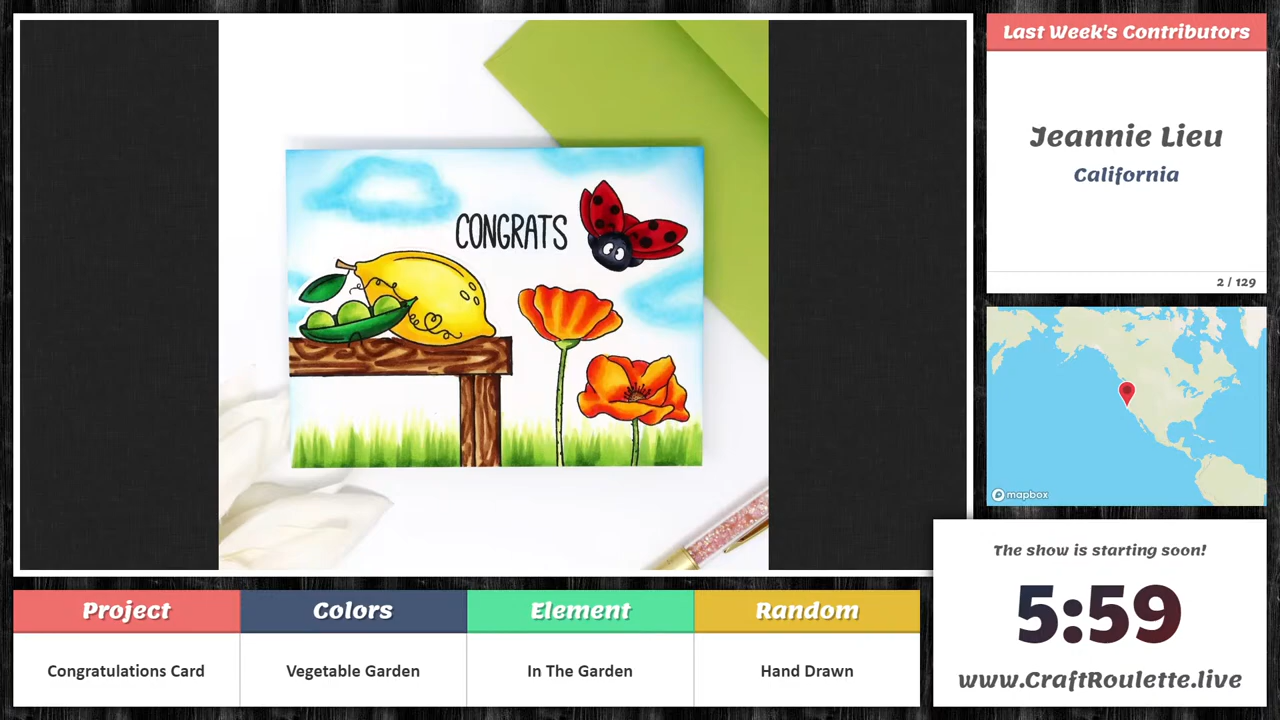 Last Week's Contributors
Jeannie Lieu
California
2 / 129
CONGRATS
mapbox
The show is starting soon!
5:59
www.CraftRoulette.live
Project
Colors
Element
Random
Congratulations Card
Vegetable Garden
In The Garden
Hand Drawn